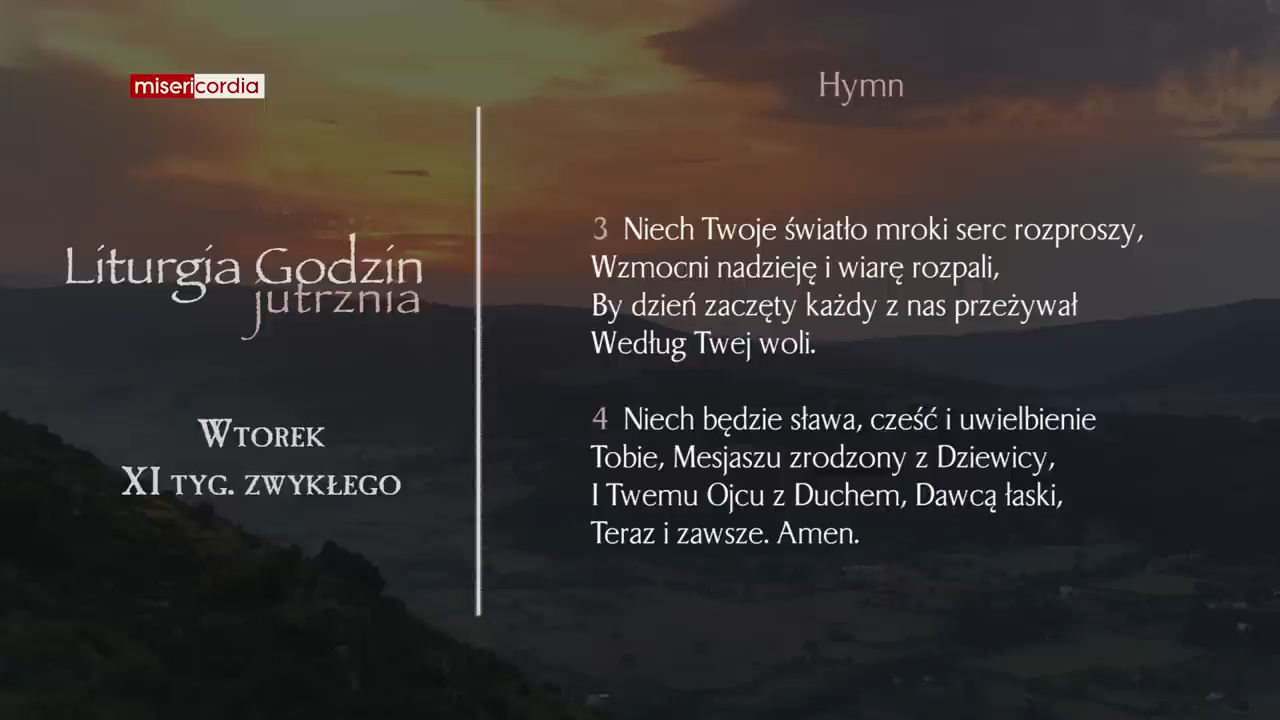 misericordia
Hymn
Liturgia Godzin
jutrznia
Wtorek
XI tyg. zwykłego
3 Niech Twoje światło mroki serc rozproszy,
Wzmocni nadzieję i wiarę rozpali,
By dzień zaczęty każdy z nas przeżywał
Według Twej woli.
4 Niech będzie sława, cześć i uwielbienie
Tobie, Mesjaszu zrodzony z Dziewicy,
I Twemu Ojcu z Duchem, Dawcą łaski,
Teraz i zawsze. Amen.